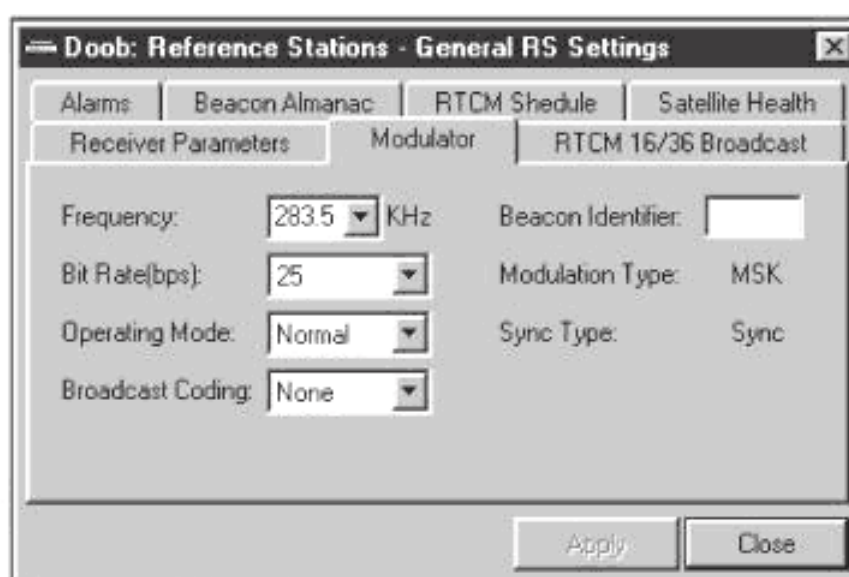 Doob: Reference Stations - General RS Settings
Alarms Beacon Almanac RTCM Shedule Satellite Health
Receiver Parameters Modulator RTCM 16/36 Broadcast
Frequency: 283.5 KHz Beacon Identifier:
Bit Rate(bps): 25 Modulation Type: MSK
Operating Mode: Normal Sync Type: Sync
Broadcast Coding: None
Apply Close